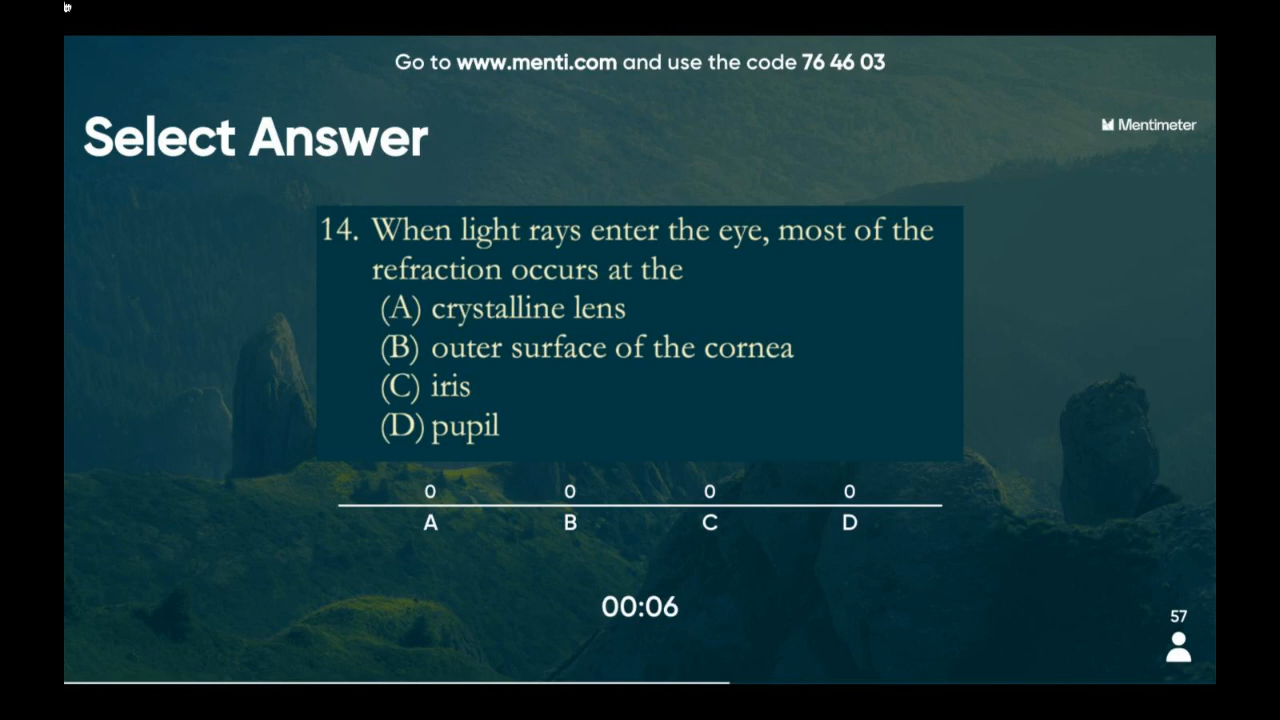 Go to www.menti.com and use the code 76 46 03
Select Answer
Mentimeter
14. When light rays enter the eye, most of the
refraction occurs at the
(A) crystalline lens
(B) outer surface of the cornea
(C) iris
(D) pupil
0 0 0 0
A B C D
00:06
57